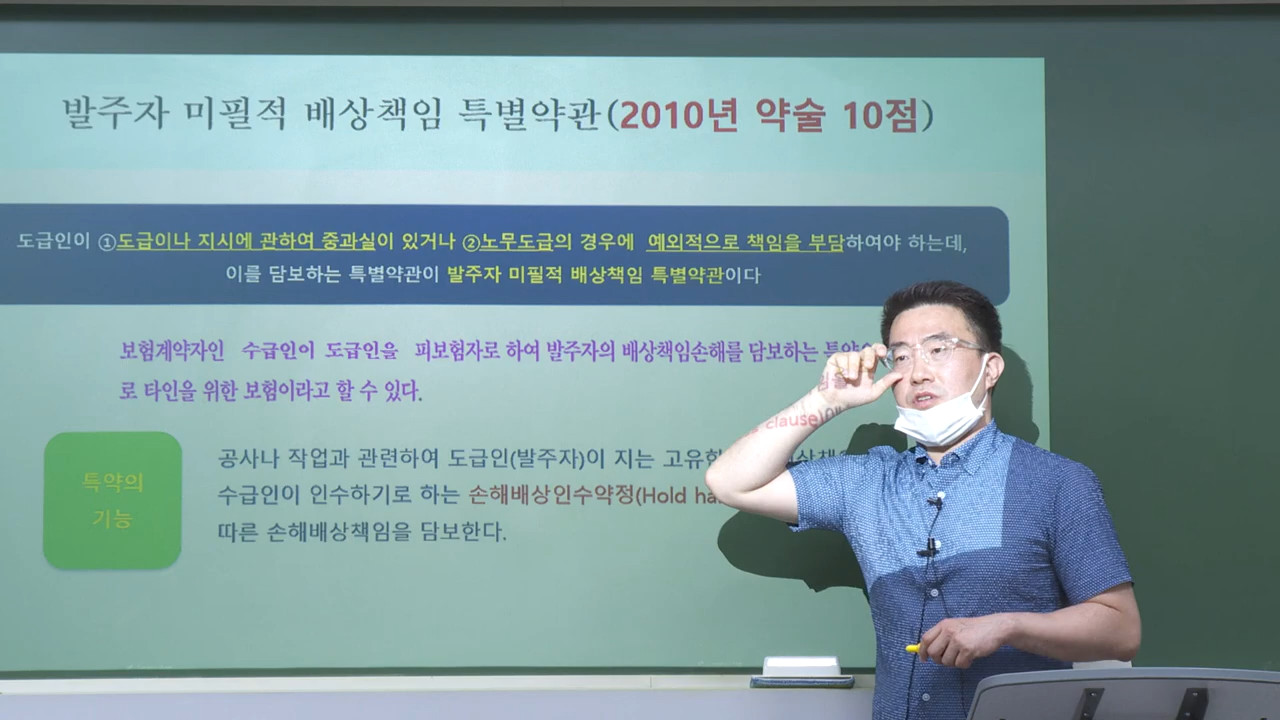 발주자 미필적 배상책임 특별약관(2010년 약술 10점)
도급인이 ①도급이나 지시에 관하여 중과실이 있거나 ②노무도급의 경우에 예외적으로 책임을 부담하여야 하는데,
이를 담보하는 특별약관이 발주자 미필적 배상책임 특별약관이다
보험계약자인 수급인이 도급인을 피보험자로 하여 발주자의 배상책임손해를 담보하는
로 타인을 위한 보험이라고 할 수 있다.
특약의
기능
공사나 작업과 관련하여 도급인(발주자)이 지는
수급인이 인수하기로 하는 손해배상인수약정(Hold clause)에
따른 손해배상책임을 담보한다.